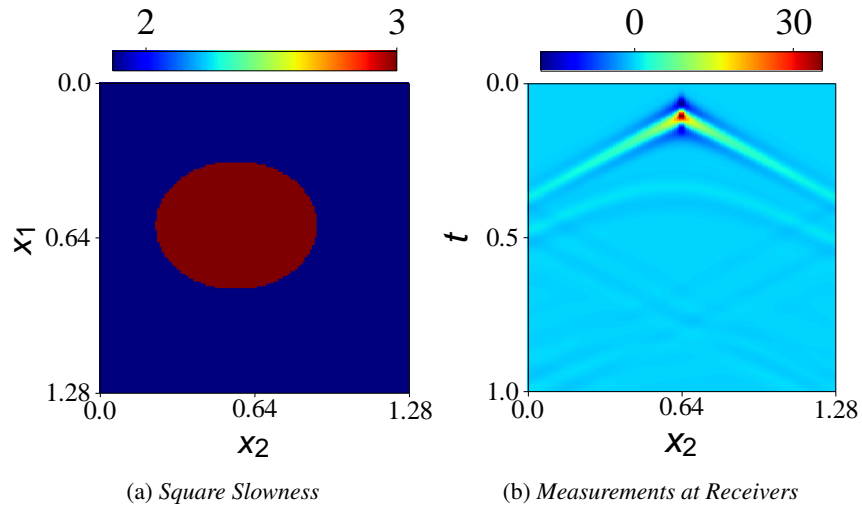 2 3
0.0
x1
0.64
1.28
0.0 0.64 1.28
x2
(a) Square Slowness
0 30
0.0
t
0.5
1.0
0.0 0.64 1.28
x2
(b) Measurements at Receivers